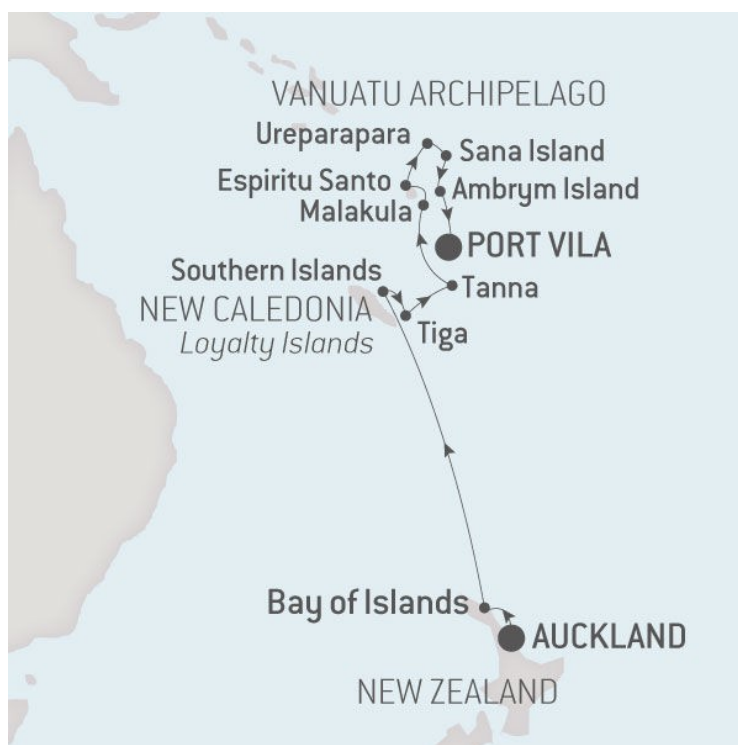 VANUATU ARCHIPELAGO
Ureparapara
Sana Island
Espiritu Santo
Ambrym Island
Malakula
PORT VILA
Southern Islands
Tanna
NEW CALEDONIA
Tiga
Loyalty Islands
Bay of Islands
AUCKLAND
NEW ZEALAND